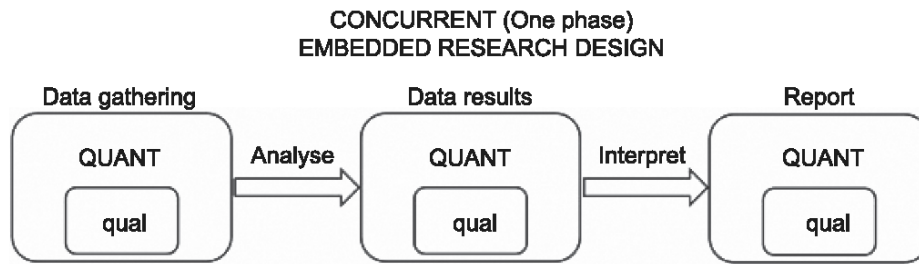 CONCURRENT (One phase)
EMBEDDED RESEARCH DESIGN
Data gathering
Data results
Report
QUANT
Analyse
QUANT
Interpret
QUANT
qual
qual
qual